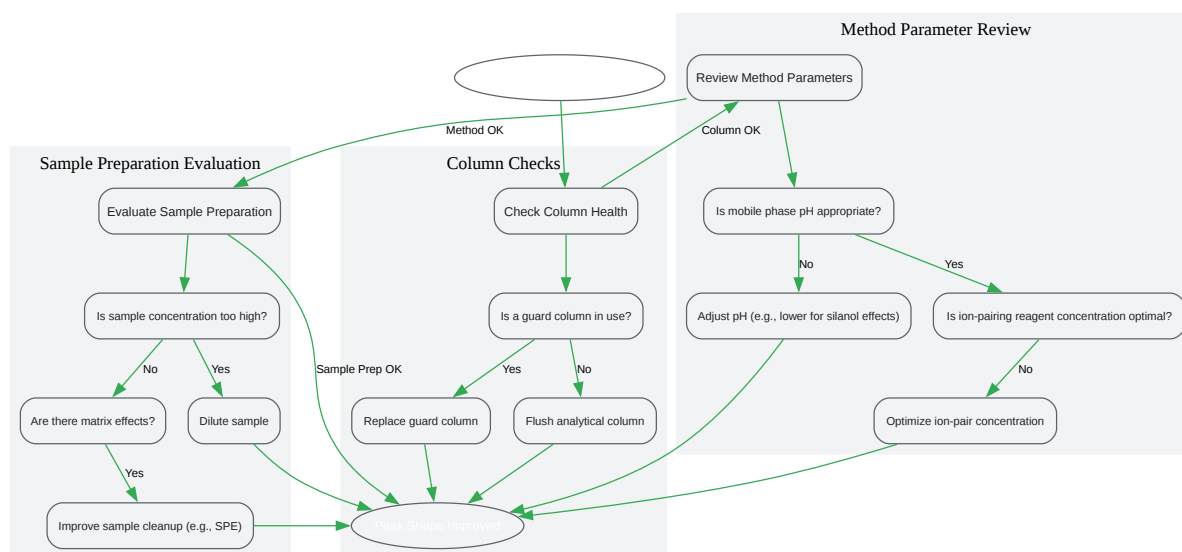 Method Parameter Review
Review Method Parameters
Method OK
Column OK
Sample Preparation Evaluation
Column Checks
Evaluate Sample Preparation
Check Column Health
Is mobile phase pH appropriate?
No
Yes
Is sample concentration too high?
Is a guard column in use?
Adjust pH (e.g., lower for silanol effects)
Is ion-pairing reagent concentration optimal?
No
Yes
Sample Prep OK
Yes
No
No
Are there matrix effects?
Dilute sample
Replace guard column
Flush analytical column
Optimize ion-pair concentration
Yes
Improve sample cleanup (e.g., SPE)
Peak Shape Improved